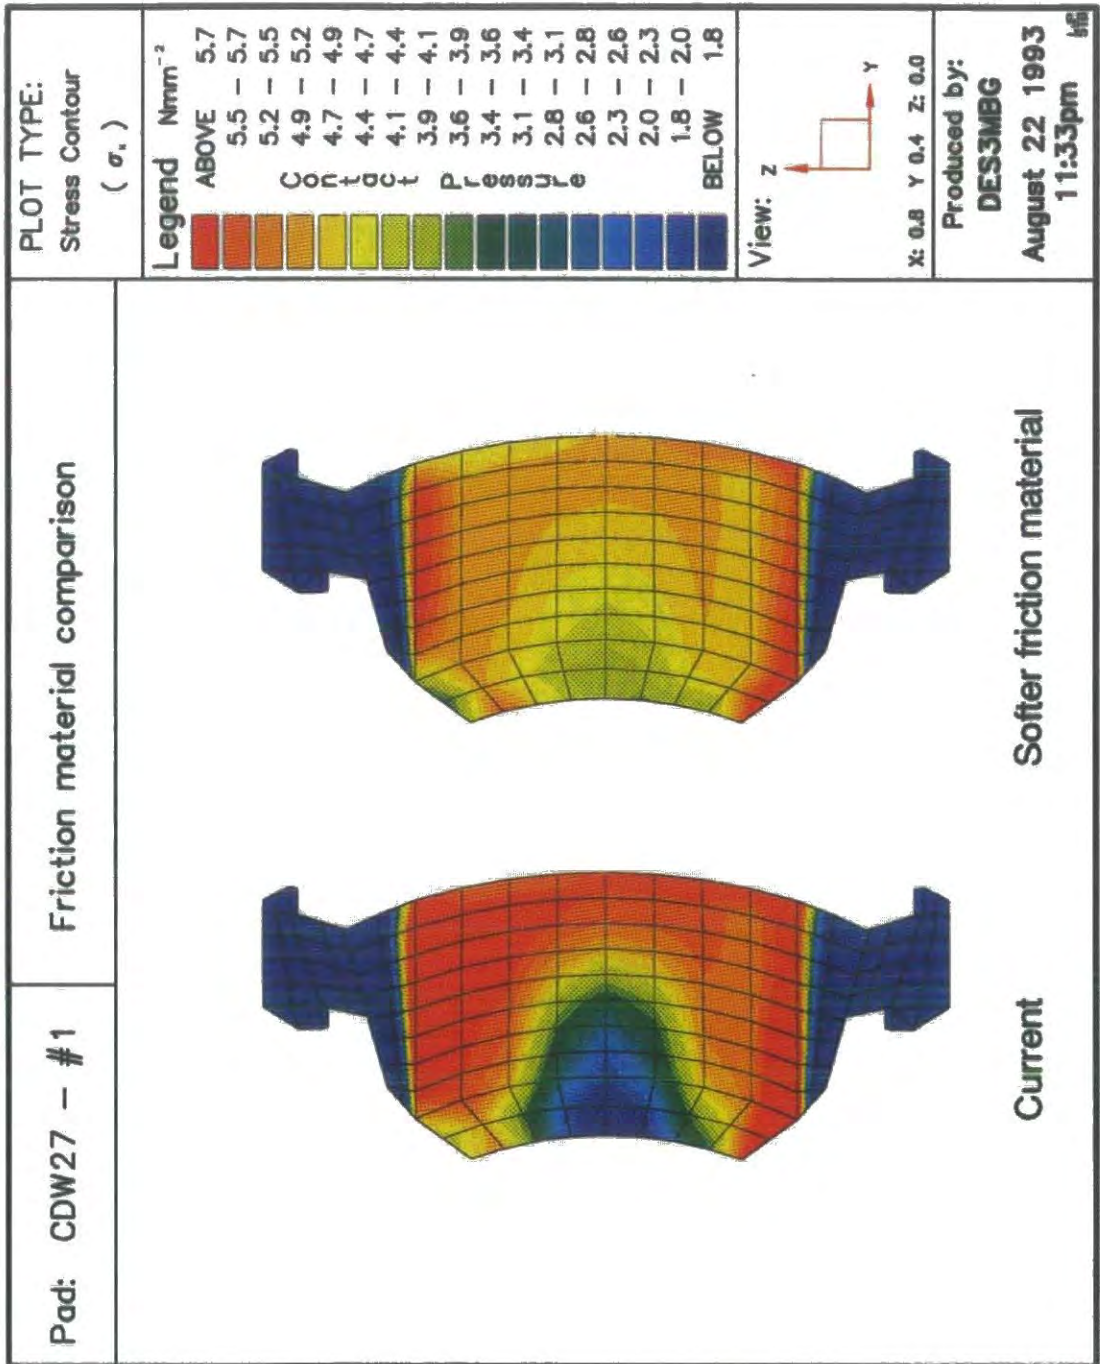 Pad: CDW27 - #1
Friction material comparison
PLOT TYPE:
Stress Contour
Legend Nmm⁻²
Contact Pressure
ABOVE 5.7
5.5 - 5.7
5.2 - 5.5
4.9 - 5.2
4.7 - 4.9
4.4 - 4.7
4.1 - 4.4
3.9 - 4.1
3.6 - 3.9
3.4 - 3.6
3.1 - 3.4
2.8 - 3.1
2.6 - 2.8
2.3 - 2.6
2.0 - 2.3
1.8 - 2.0
BELOW 1.8
View:
Z
Y
X: 0.8 Y 0.4 Z: 0.0
Produced by:
DES3MBG
August 22 1993
11:33pm
Current
Softer friction material